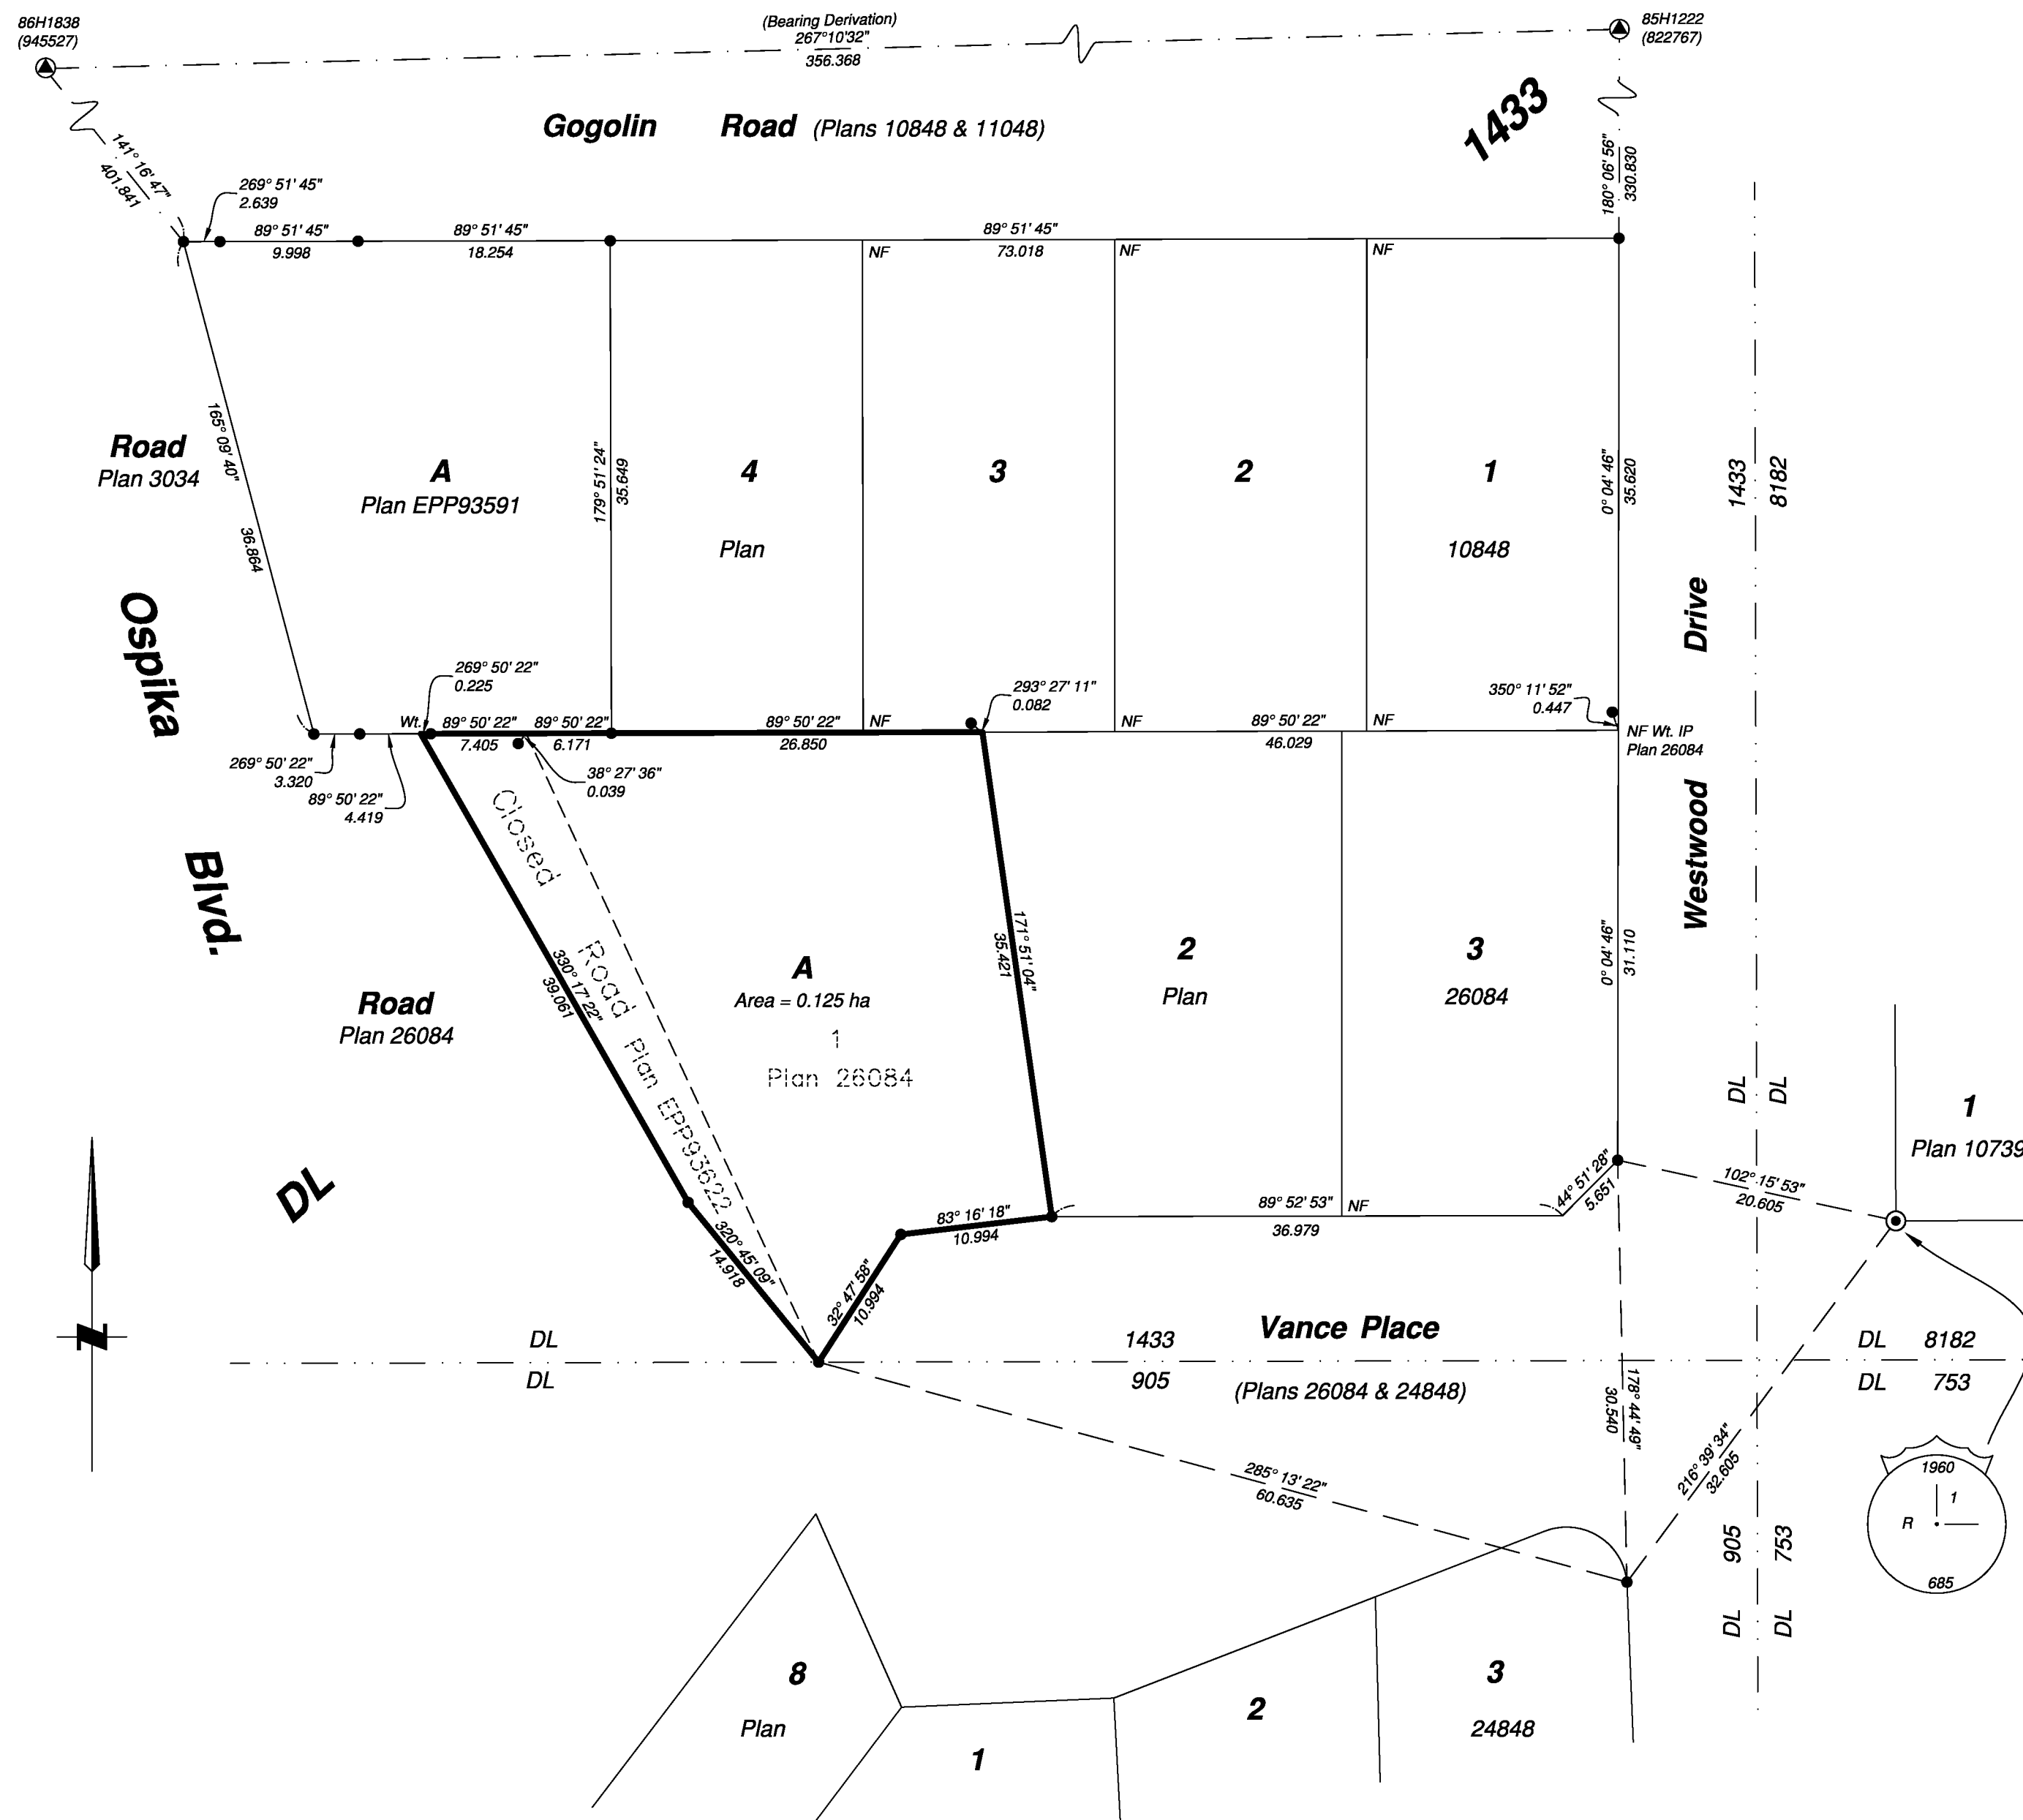 86H1838
(945527)
(Bearing Derivation)
267°10'32"
356.368
85H1222
(822767)
Gogolin Road (Plans 10848 & 11048)
1433
141° 16' 47"
401.841
180° 06' 56"
330.830
269° 51' 45"
2.639
89° 51' 45"
9.998
89° 51' 45"
18.254
89° 51' 45"
73.018
NF
NF
NF
Road
Plan 3034
165° 09' 40"
36.864
A
Plan EPP93591
179° 51' 24"
35.649
4
Plan
3
2
1
10848
0° 04' 46"
35.620
1433
8182
Ospika
Blvd.
Westwood Drive
269° 50' 22"
0.225
Wt.
89° 50' 22"
7.405
89° 50' 22"
6.171
89° 50' 22"
26.850
NF
293° 27' 11"
0.082
NF
89° 50' 22"
46.029
NF
350° 11' 52"
0.447
NF Wt. IP
Plan 26084
269° 50' 22"
3.320
89° 50' 22"
4.419
38° 27' 36"
0.039
Closed Road Plan EPP93622
330° 17' 22"
39.061
Road
Plan 26084
A
Area = 0.125 ha
1
Plan 26084
171° 51' 04"
35.421
2
Plan
3
26084
0° 04' 46"
31.110
DL
DL
1
Plan 10739
DL
320° 45' 09"
14.918
32° 47' 58"
10.994
83° 16' 18"
10.994
89° 52' 53"
36.979
NF
44° 51' 28"
5.651
102° 15' 53"
20.605
N
DL
DL
1433
905
Vance Place
(Plans 26084 & 24848)
DL 8182
DL 753
178° 44' 49"
30.540
285° 13' 22"
60.635
216° 39' 34"
32.605
1960
1
R
685
905
753
DL
DL
8
Plan
1
2
3
24848